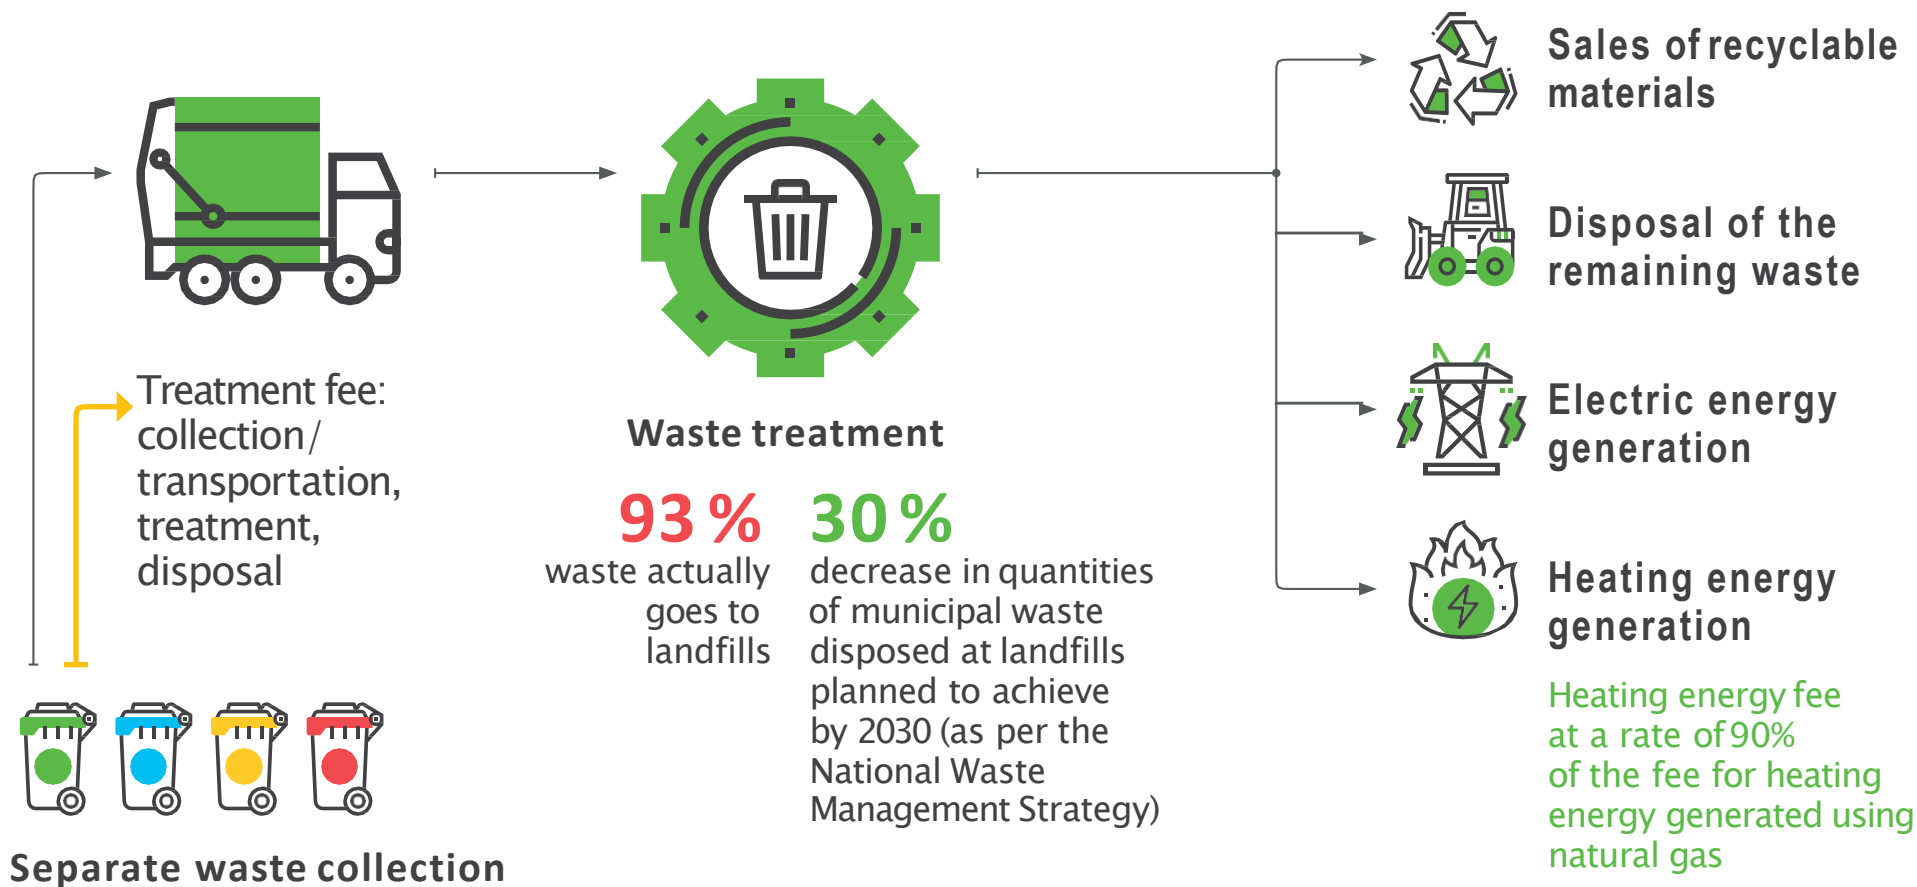 Treatment fee:
collection/
transportation,
treatment,
disposal
Separate waste collection
Waste treatment
93 %
waste actually
goes to
landfills
30 %
decrease in quantities
of municipal waste
disposed at landfills
planned to achieve
by 2030 (as per the
National Waste
Management Strategy)
Sales of recyclable
materials
Disposal of the
remaining waste
Electric energy
generation
Heating energy
generation
Heating energy fee
at a rate of 90%
of the fee for heating
energy generated using
natural gas